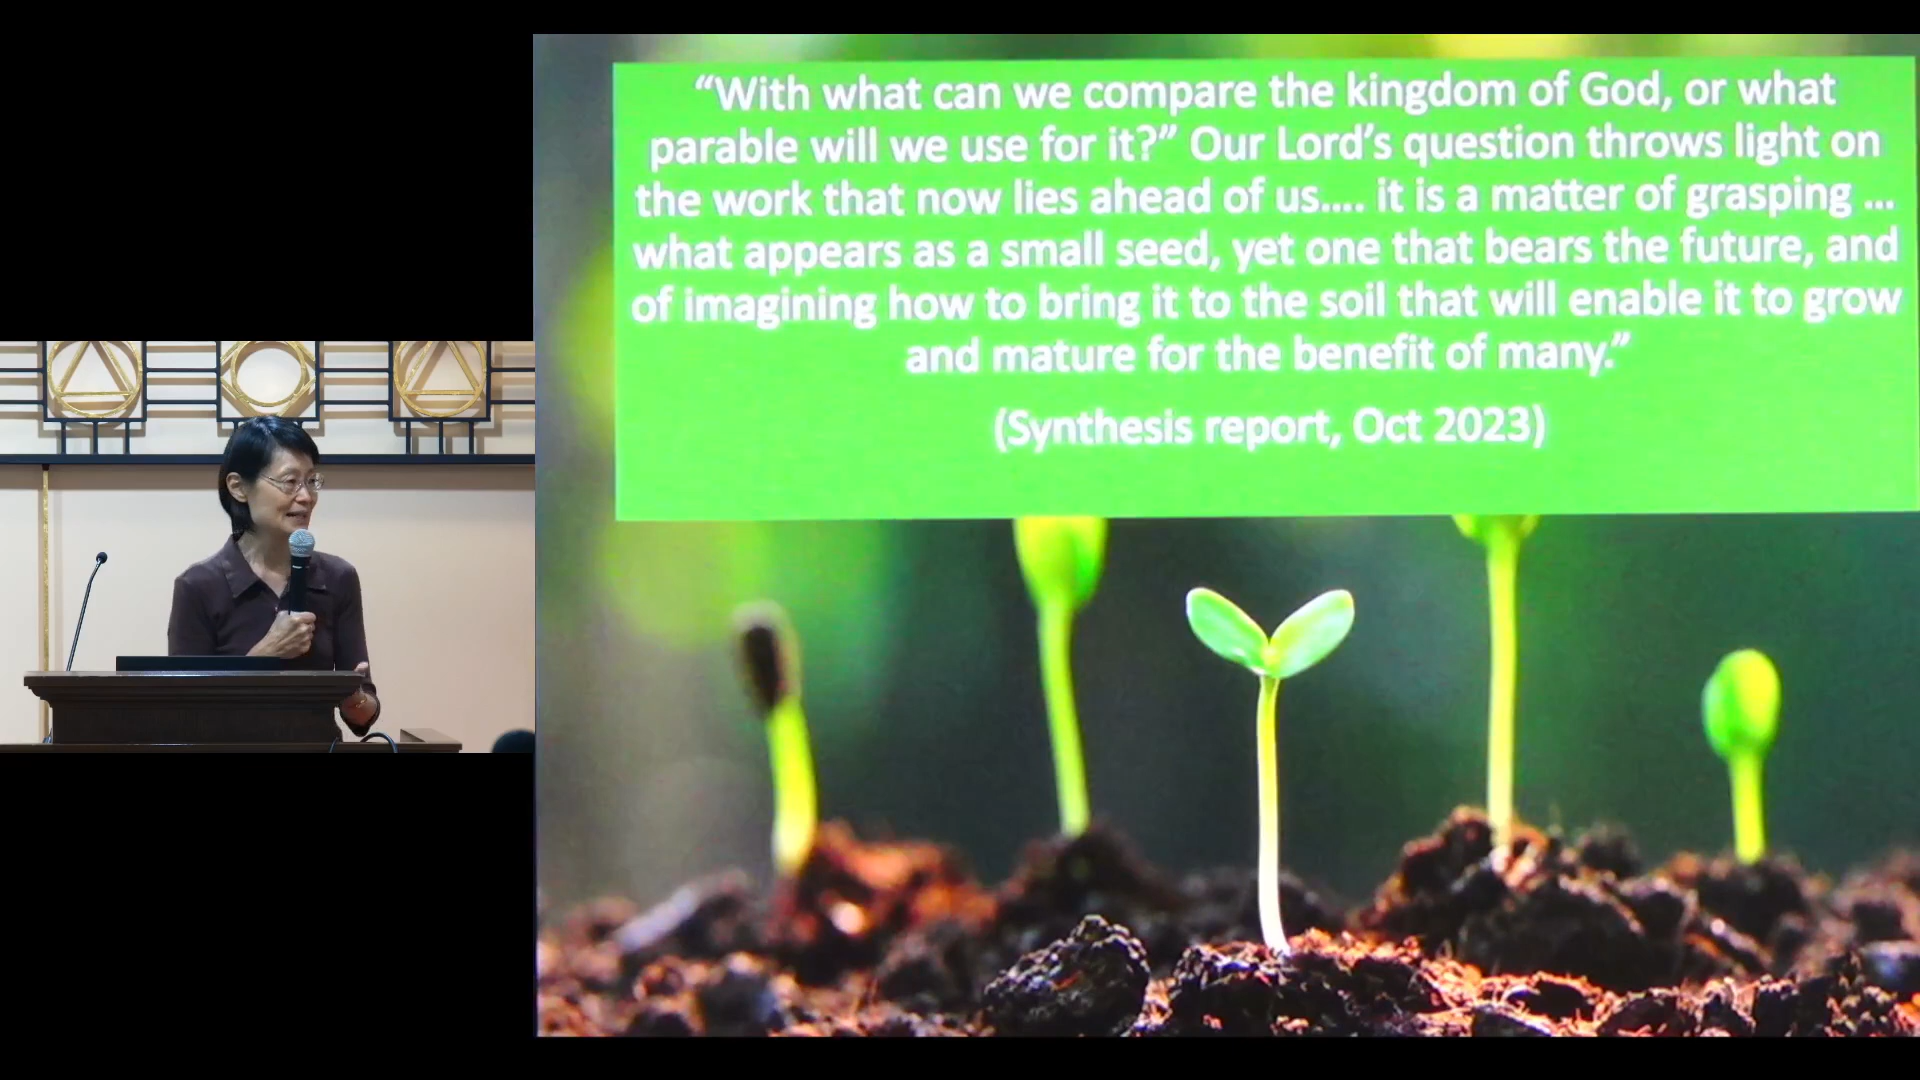 “With what can we compare the kingdom of God, or what
parable will we use for it?” Our Lord’s question throws light on
the work that now lies ahead of us.... it is a matter of grasping ...
what appears as a small seed, yet one that bears the future, and
of imagining how to bring it to the soil that will enable it to grow
and mature for the benefit of many.”
(Synthesis report, Oct 2023)